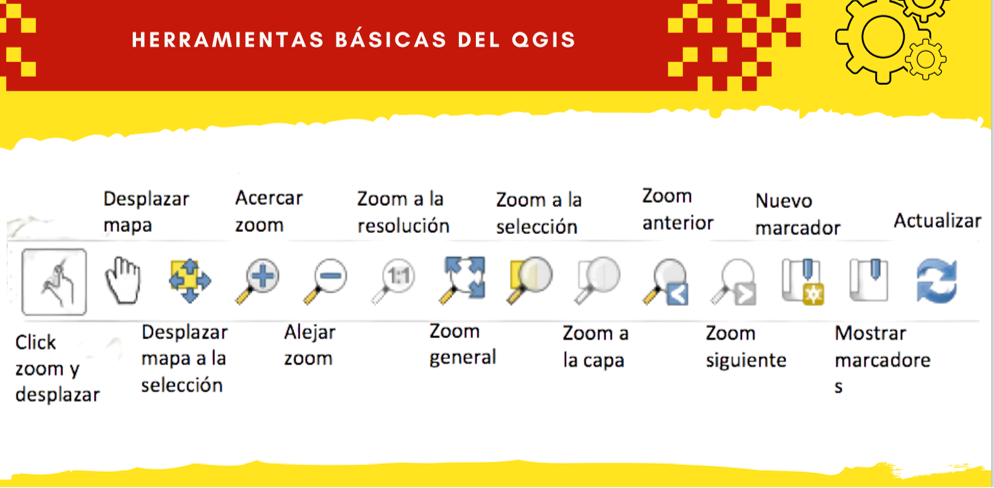 HERRAMIENTAS BÁSICAS DEL QGIS
Desplazar
mapa
Acercar
zoom
Zoom a la
resolución
Zoom a la
selección
Zoom
anterior
Nuevo
marcador
Actualizar
1:1
Click
zoom y
desplazar
Desplazar
mapa a la
selección
Alejar
zoom
Zoom
general
Zoom a
la capa
Zoom
siguiente
Mostrar
marcadore
s